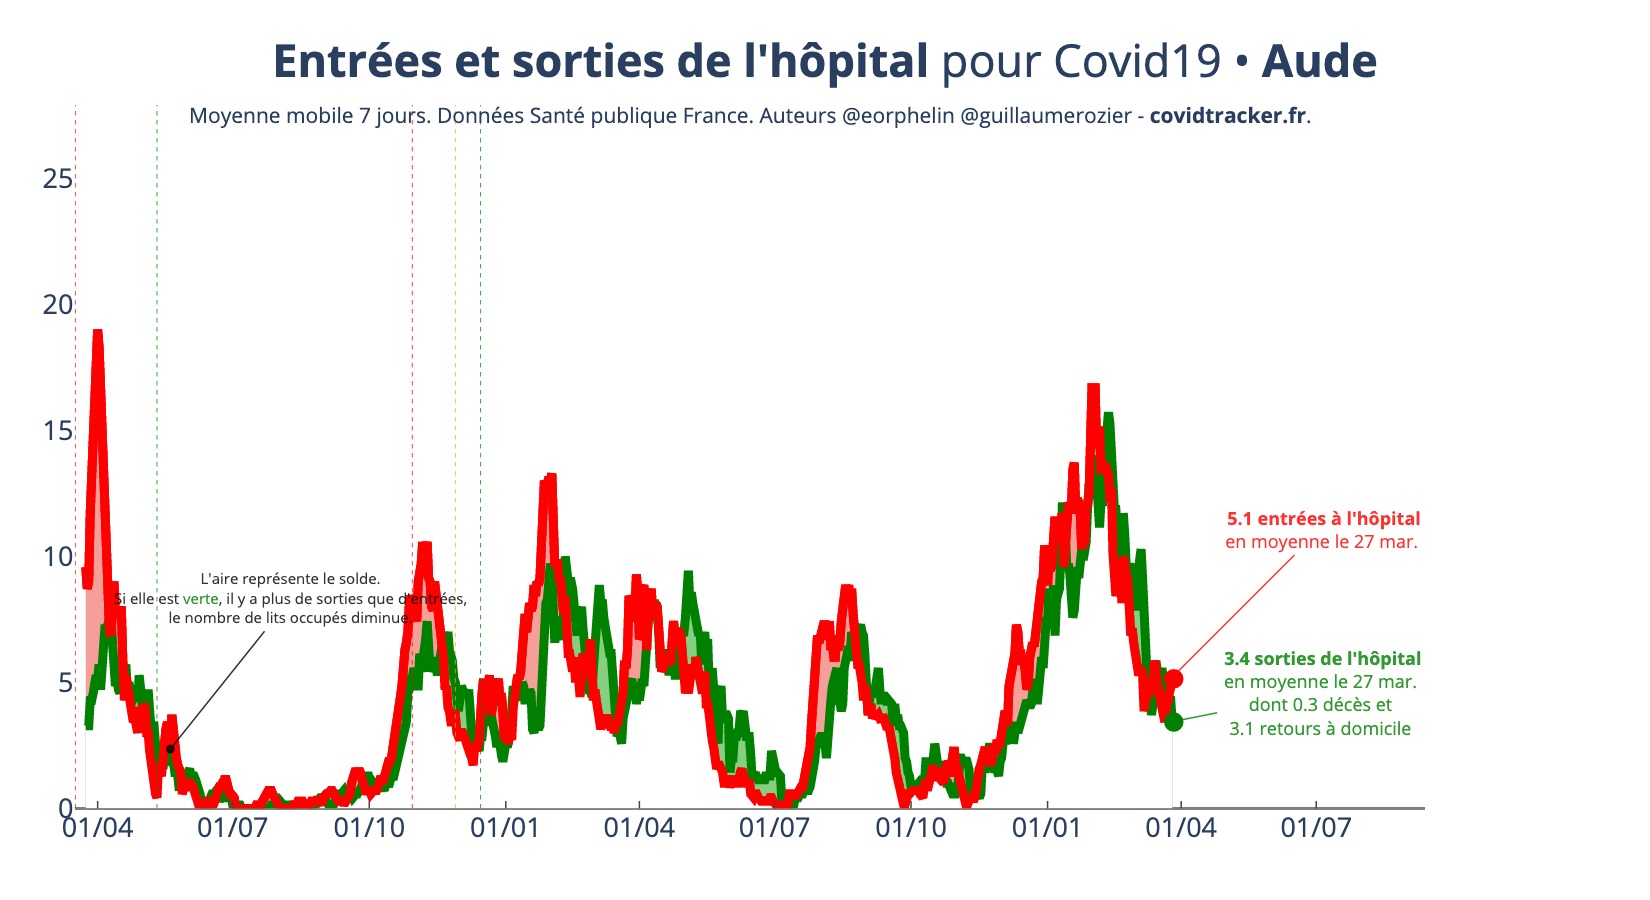 Entrées et sorties de l'hôpital pour Covid19 • Aude
Moyenne mobile 7 jours. Données Santé publique France. Auteurs @eorphelin @guillaumerozier - covidtracker.fr.
25
20
15
10
5
0
L'aire représente le solde.
Si elle est verte, il y a plus de sorties que d'entrées,
le nombre de lits occupés diminue.
5.1 entrées à l'hôpital
en moyenne le 27 mar.
3.4 sorties de l'hôpital
en moyenne le 27 mar.
dont 0.3 décès et
3.1 retours à domicile
01/04 01/07 01/10 01/01 01/04 01/07 01/10 01/01 01/04 01/07